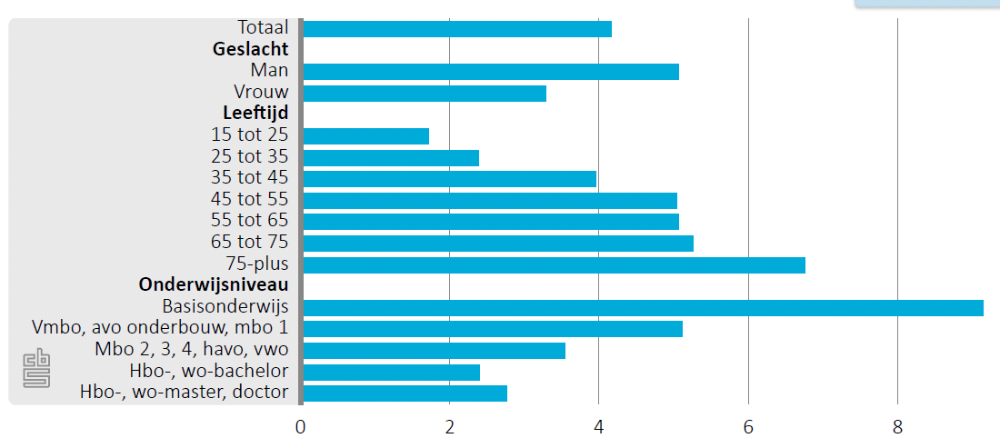 Totaal
Geslacht
Man
Vrouw
Leeftijd
15 tot 25
25 tot 35
35 tot 45
45 tot 55
55 tot 65
65 tot 75
75-plus
Onderwijsniveau
Basisonderwijs
Vmbo, avo onderbouw, mbo 1
Mbo 2, 3, 4, havo, vwo
Hbo-, wo-bachelor
Hbo-, wo-master, doctor
cbs
0 2 4 6 8